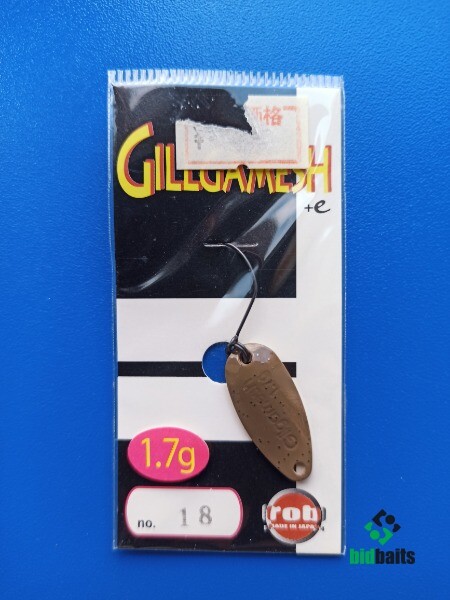 価格
GILLGAMESH
+e
1.7g
no. 18
rob
MADE IN JAPAN
bidbaits